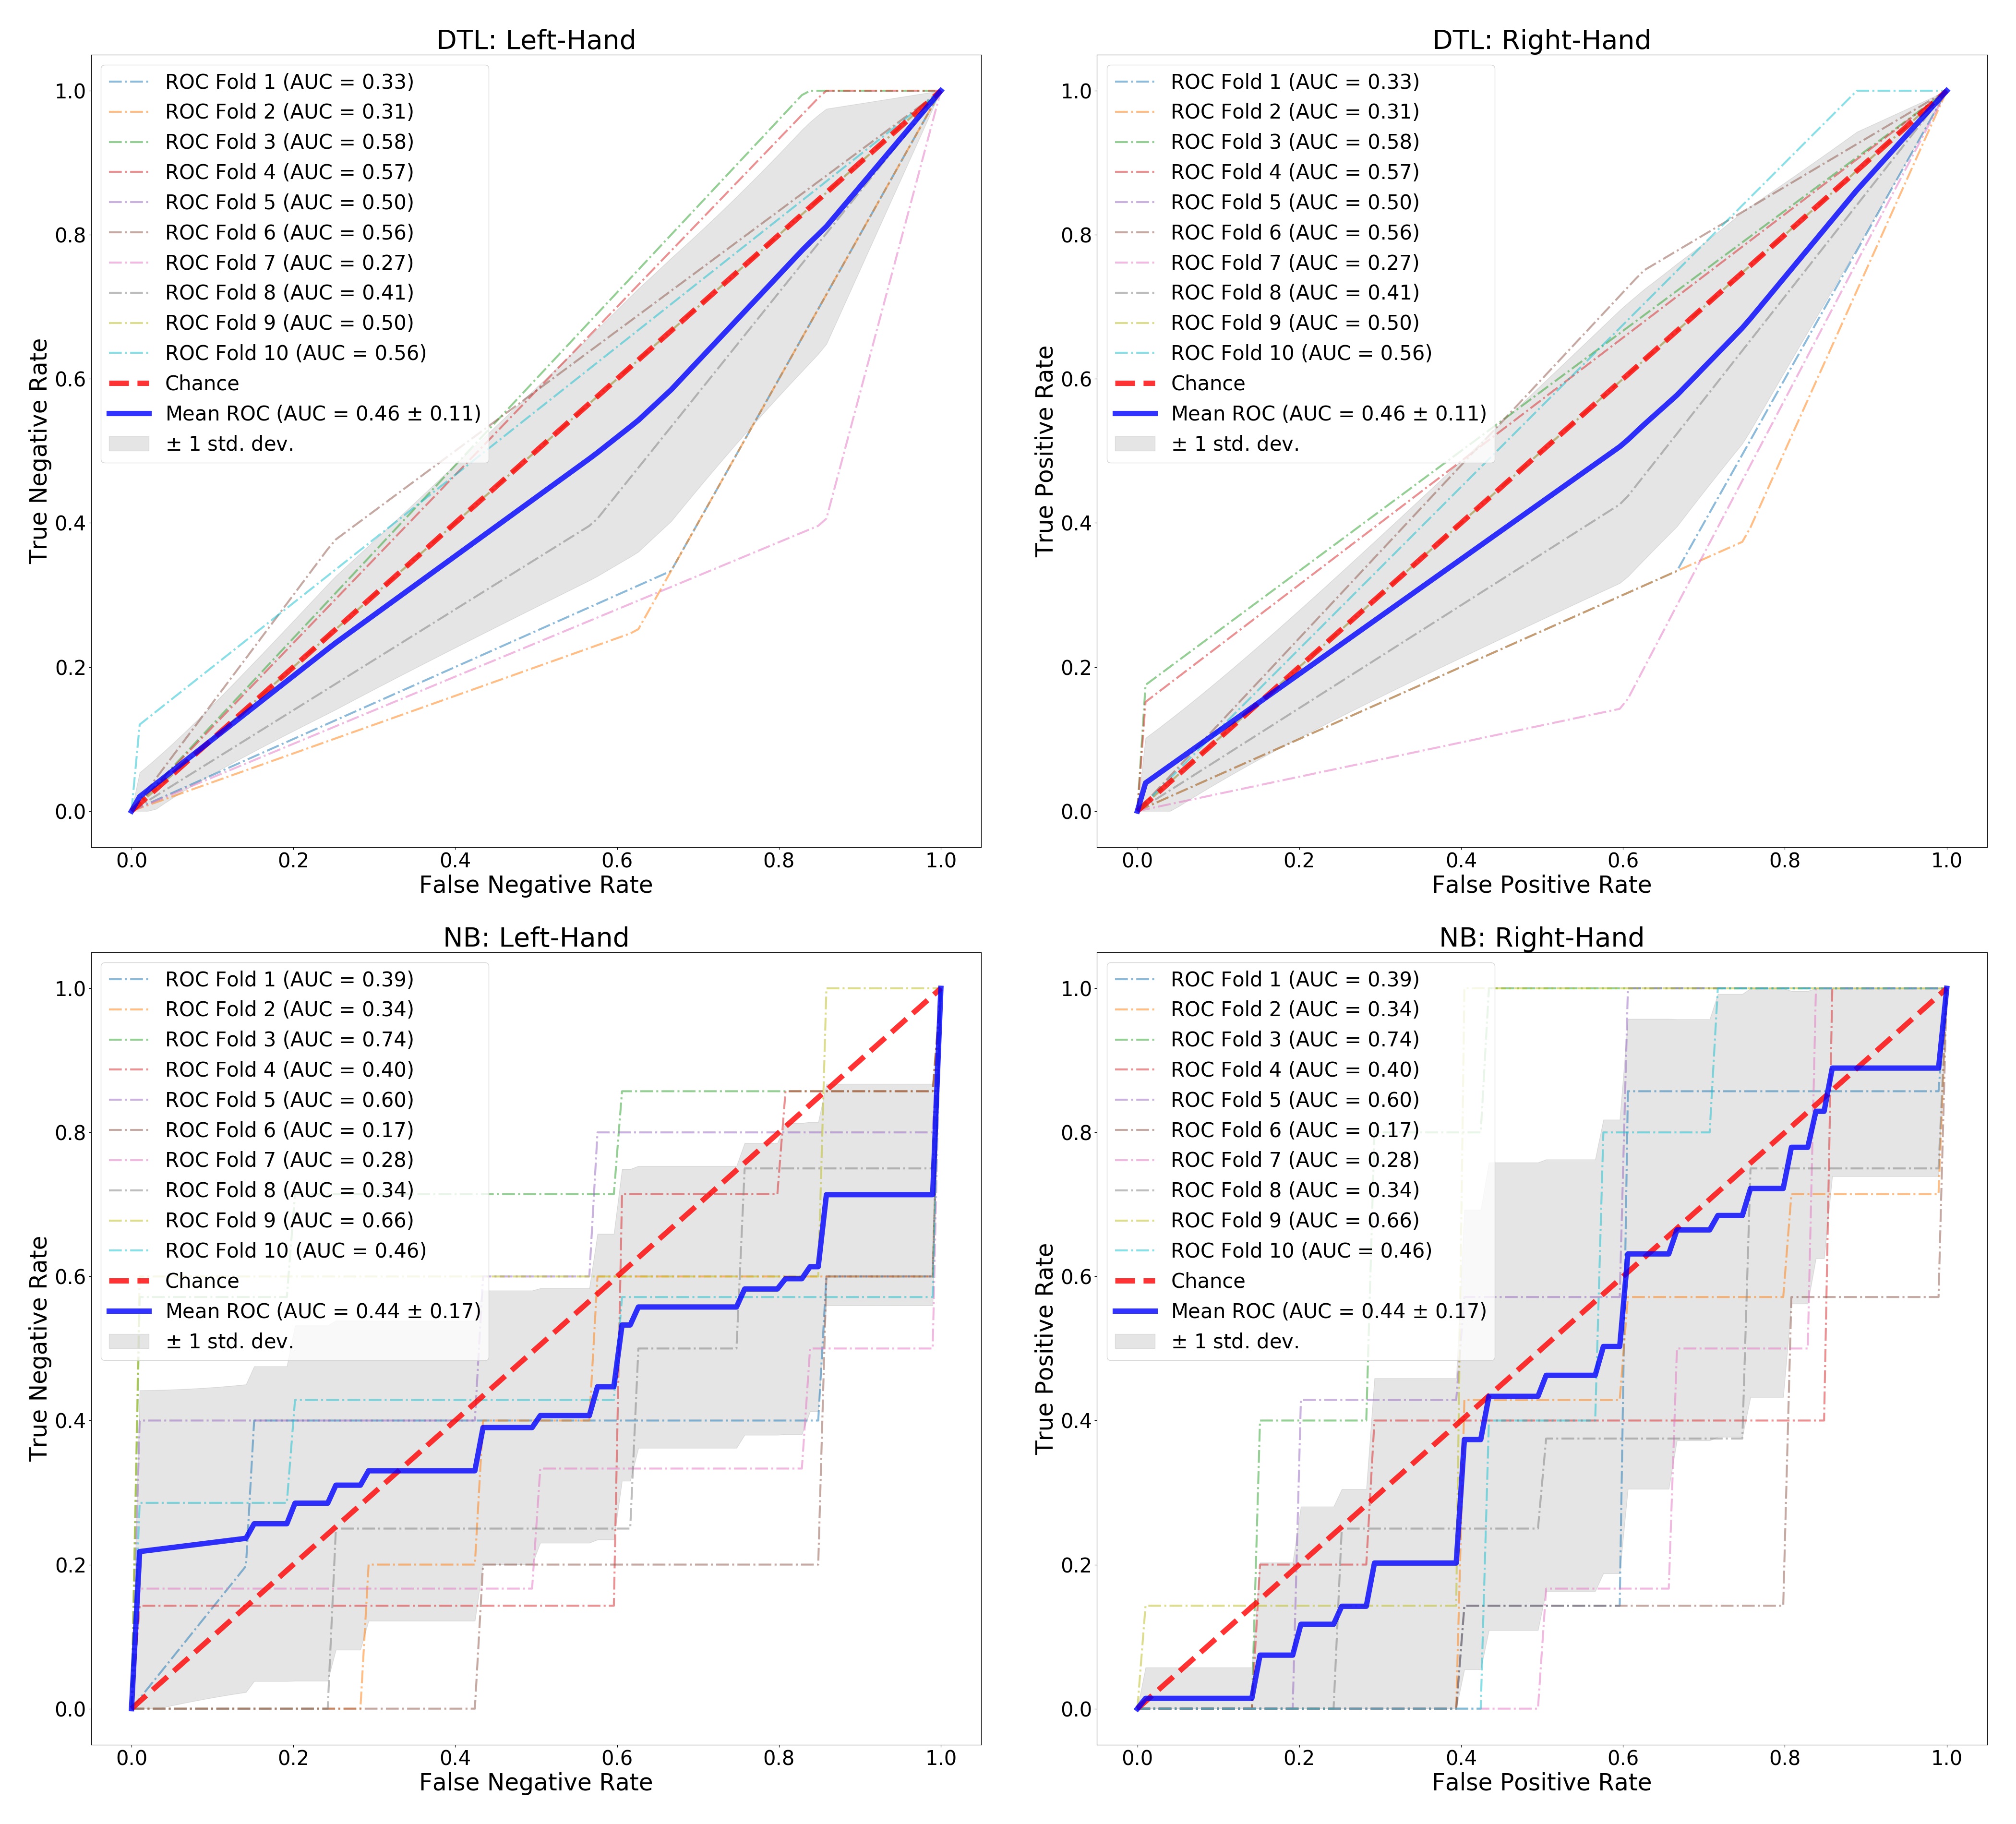 DTL: Left-Hand
ROC Fold 1 (AUC = 0.33)
ROC Fold 2 (AUC = 0.31)
ROC Fold 3 (AUC = 0.58)
ROC Fold 4 (AUC = 0.57)
ROC Fold 5 (AUC = 0.50)
ROC Fold 6 (AUC = 0.56)
ROC Fold 7 (AUC = 0.27)
ROC Fold 8 (AUC = 0.41)
ROC Fold 9 (AUC = 0.50)
ROC Fold 10 (AUC = 0.56)
Chance
Mean ROC (AUC = 0.46 ± 0.11)
± 1 std. dev.
True Negative Rate
1.0
0.8
0.6
0.4
0.2
0.0
0.0 0.2 0.4 0.6 0.8 1.0
False Negative Rate
DTL: Right-Hand
ROC Fold 1 (AUC = 0.33)
ROC Fold 2 (AUC = 0.31)
ROC Fold 3 (AUC = 0.58)
ROC Fold 4 (AUC = 0.57)
ROC Fold 5 (AUC = 0.50)
ROC Fold 6 (AUC = 0.56)
ROC Fold 7 (AUC = 0.27)
ROC Fold 8 (AUC = 0.41)
ROC Fold 9 (AUC = 0.50)
ROC Fold 10 (AUC = 0.56)
Chance
Mean ROC (AUC = 0.46 ± 0.11)
± 1 std. dev.
True Positive Rate
1.0
0.8
0.6
0.4
0.2
0.0
0.0 0.2 0.4 0.6 0.8 1.0
False Positive Rate
NB: Left-Hand
ROC Fold 1 (AUC = 0.39)
ROC Fold 2 (AUC = 0.34)
ROC Fold 3 (AUC = 0.74)
ROC Fold 4 (AUC = 0.40)
ROC Fold 5 (AUC = 0.60)
ROC Fold 6 (AUC = 0.17)
ROC Fold 7 (AUC = 0.28)
ROC Fold 8 (AUC = 0.34)
ROC Fold 9 (AUC = 0.66)
ROC Fold 10 (AUC = 0.46)
Chance
Mean ROC (AUC = 0.44 ± 0.17)
± 1 std. dev.
True Negative Rate
1.0
0.8
0.6
0.4
0.2
0.0
0.0 0.2 0.4 0.6 0.8 1.0
False Negative Rate
NB: Right-Hand
ROC Fold 1 (AUC = 0.39)
ROC Fold 2 (AUC = 0.34)
ROC Fold 3 (AUC = 0.74)
ROC Fold 4 (AUC = 0.40)
ROC Fold 5 (AUC = 0.60)
ROC Fold 6 (AUC = 0.17)
ROC Fold 7 (AUC = 0.28)
ROC Fold 8 (AUC = 0.34)
ROC Fold 9 (AUC = 0.66)
ROC Fold 10 (AUC = 0.46)
Chance
Mean ROC (AUC = 0.44 ± 0.17)
± 1 std. dev.
True Positive Rate
1.0
0.8
0.6
0.4
0.2
0.0
0.0 0.2 0.4 0.6 0.8 1.0
False Positive Rate